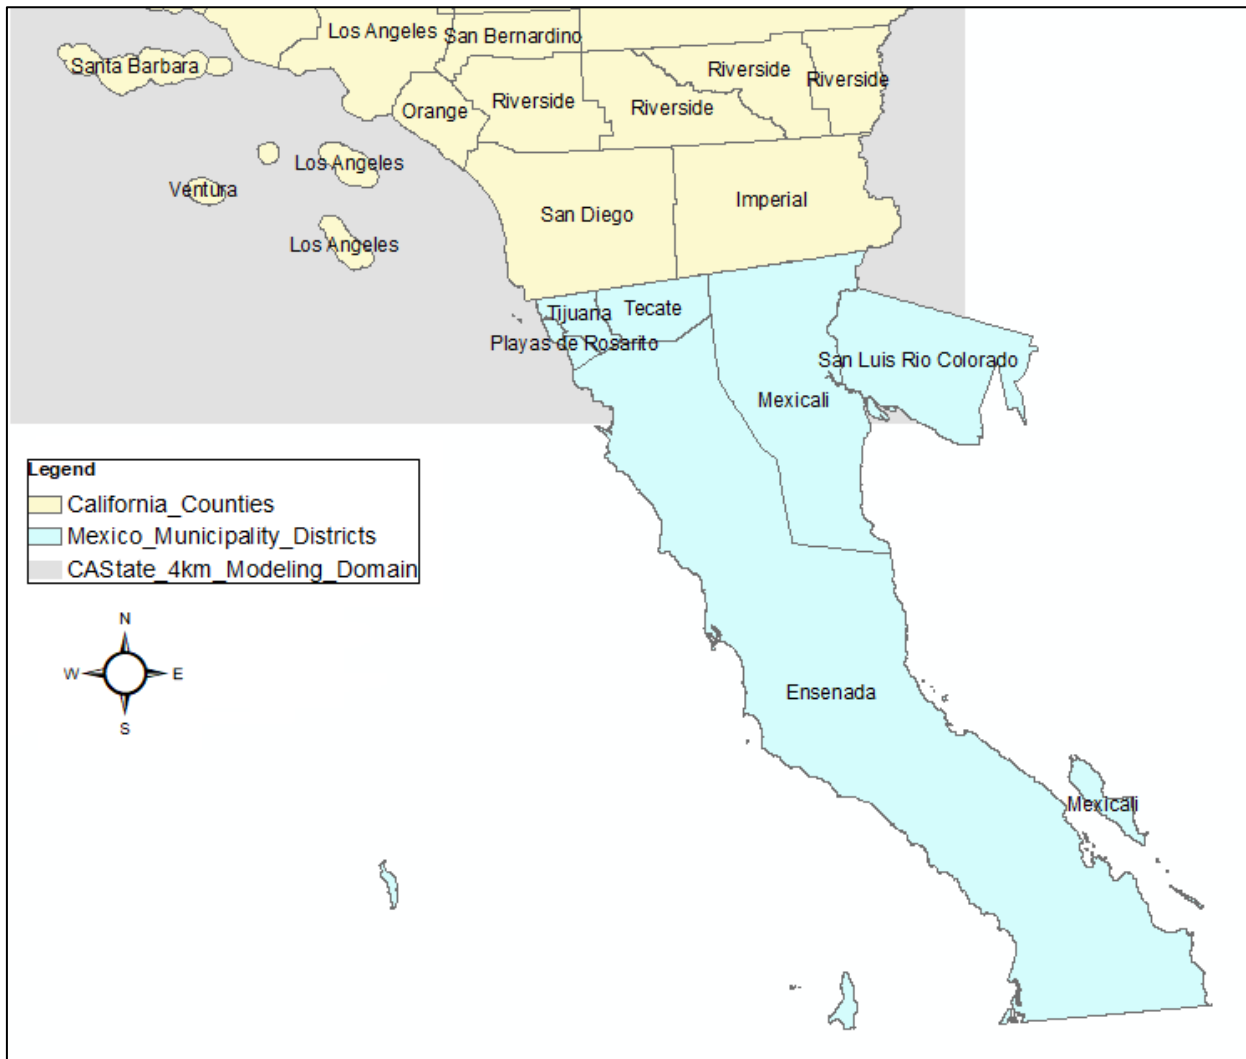 Los Angeles
San Bernardino
Santa Barbara
Riverside
Riverside
Orange
Riverside
Riverside
Los Angeles
Ventura
Imperial
San Diego
Los Angeles
Tijuana
Tecate
Playas de Rosarito
San Luis Rio Colorado
Mexicali
Legend
California_Counties
Mexico_Municipality_Districts
CAState_4km_Modeling_Domain
N
W
E
S
Ensenada
Mexicali